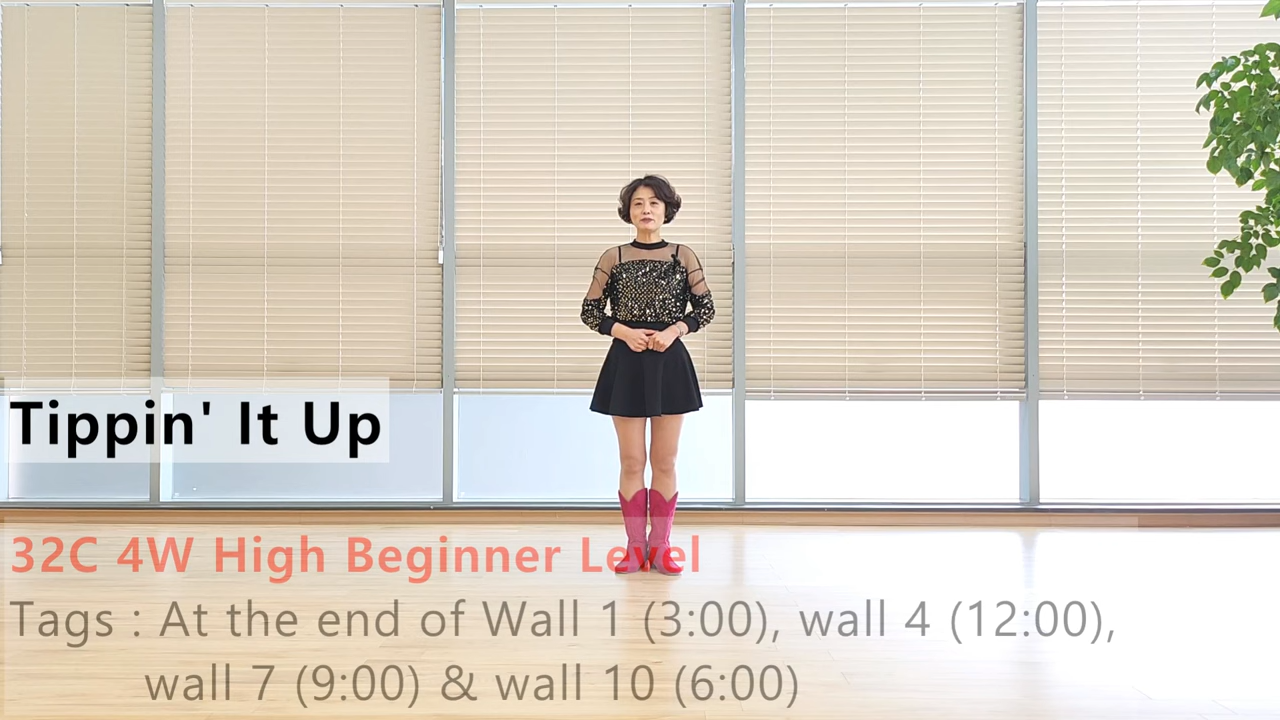 Tippin' It Up
32C 4W High Beginner Level
Tags : At the end of Wall 1 (3:00), wall 4 (12:00),
wall 7 (9:00) & wall 10 (6:00)